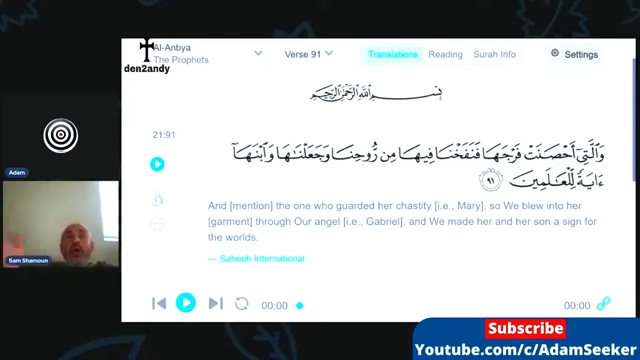 Al-Anbya
The Prophets
Verse 91
Translations
Reading
Surah Info
Settings
den2andy
بِسْمِ ٱللَّهِ ٱلرَّحْمَٰنِ ٱلرَّحِيمِ
21:91
وَٱلَّتِىٓ أَحْصَنَتْ فَرْجَهَا فَنَفَخْنَا فِيهَا مِن رُّوحِنَا وَجَعَلْنَٰهَا وَٱبْنَهَآ
ءَايَةً لِّلْعَٰلَمِينَ ٩١
And [mention] the one who guarded her chastity [i.e., Mary], so We blew into her
[garment] through Our angel [i.e., Gabriel], and We made her and her son a sign for
the worlds.
— Saheeh International
Adam
Sam Shamoun
00:00
00:00
Subscribe
Youtube.com/c/AdamSeeker